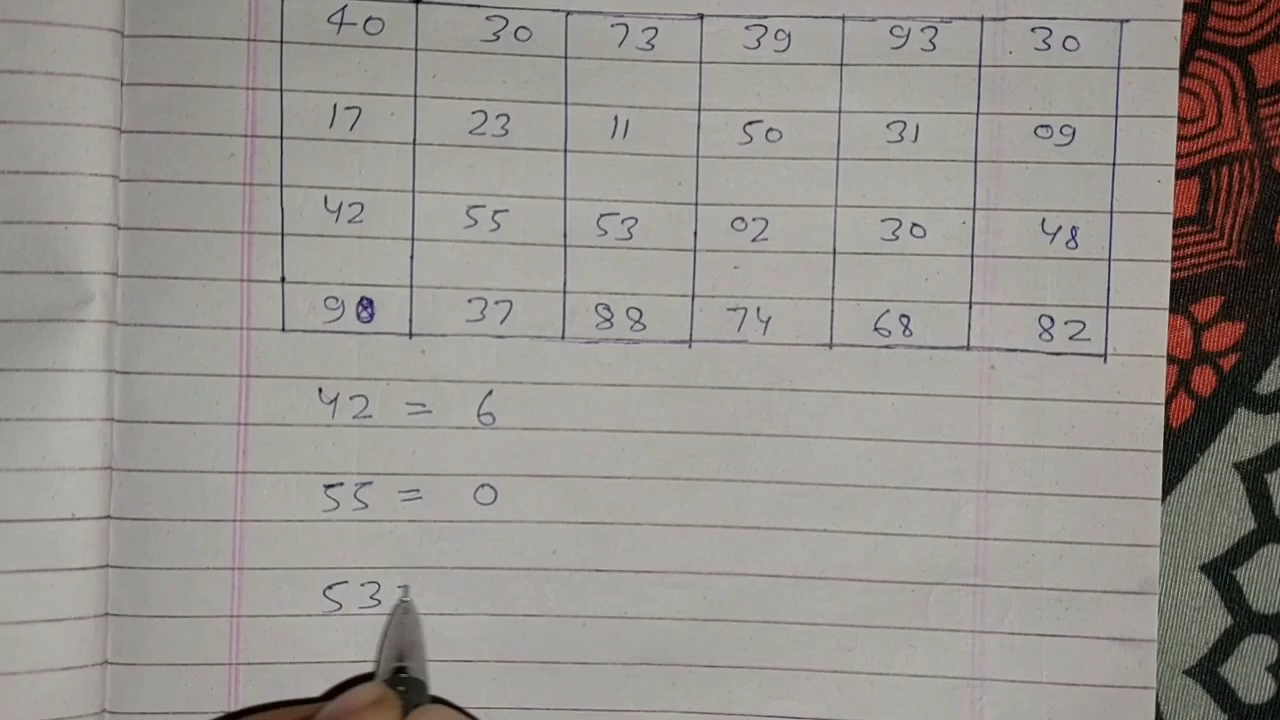 40 30 73 39 93 30
17 23 11 50 31 09
42 55 53 02 30 48
98 37 88 74 68 82
42 = 6
55 = 0
53